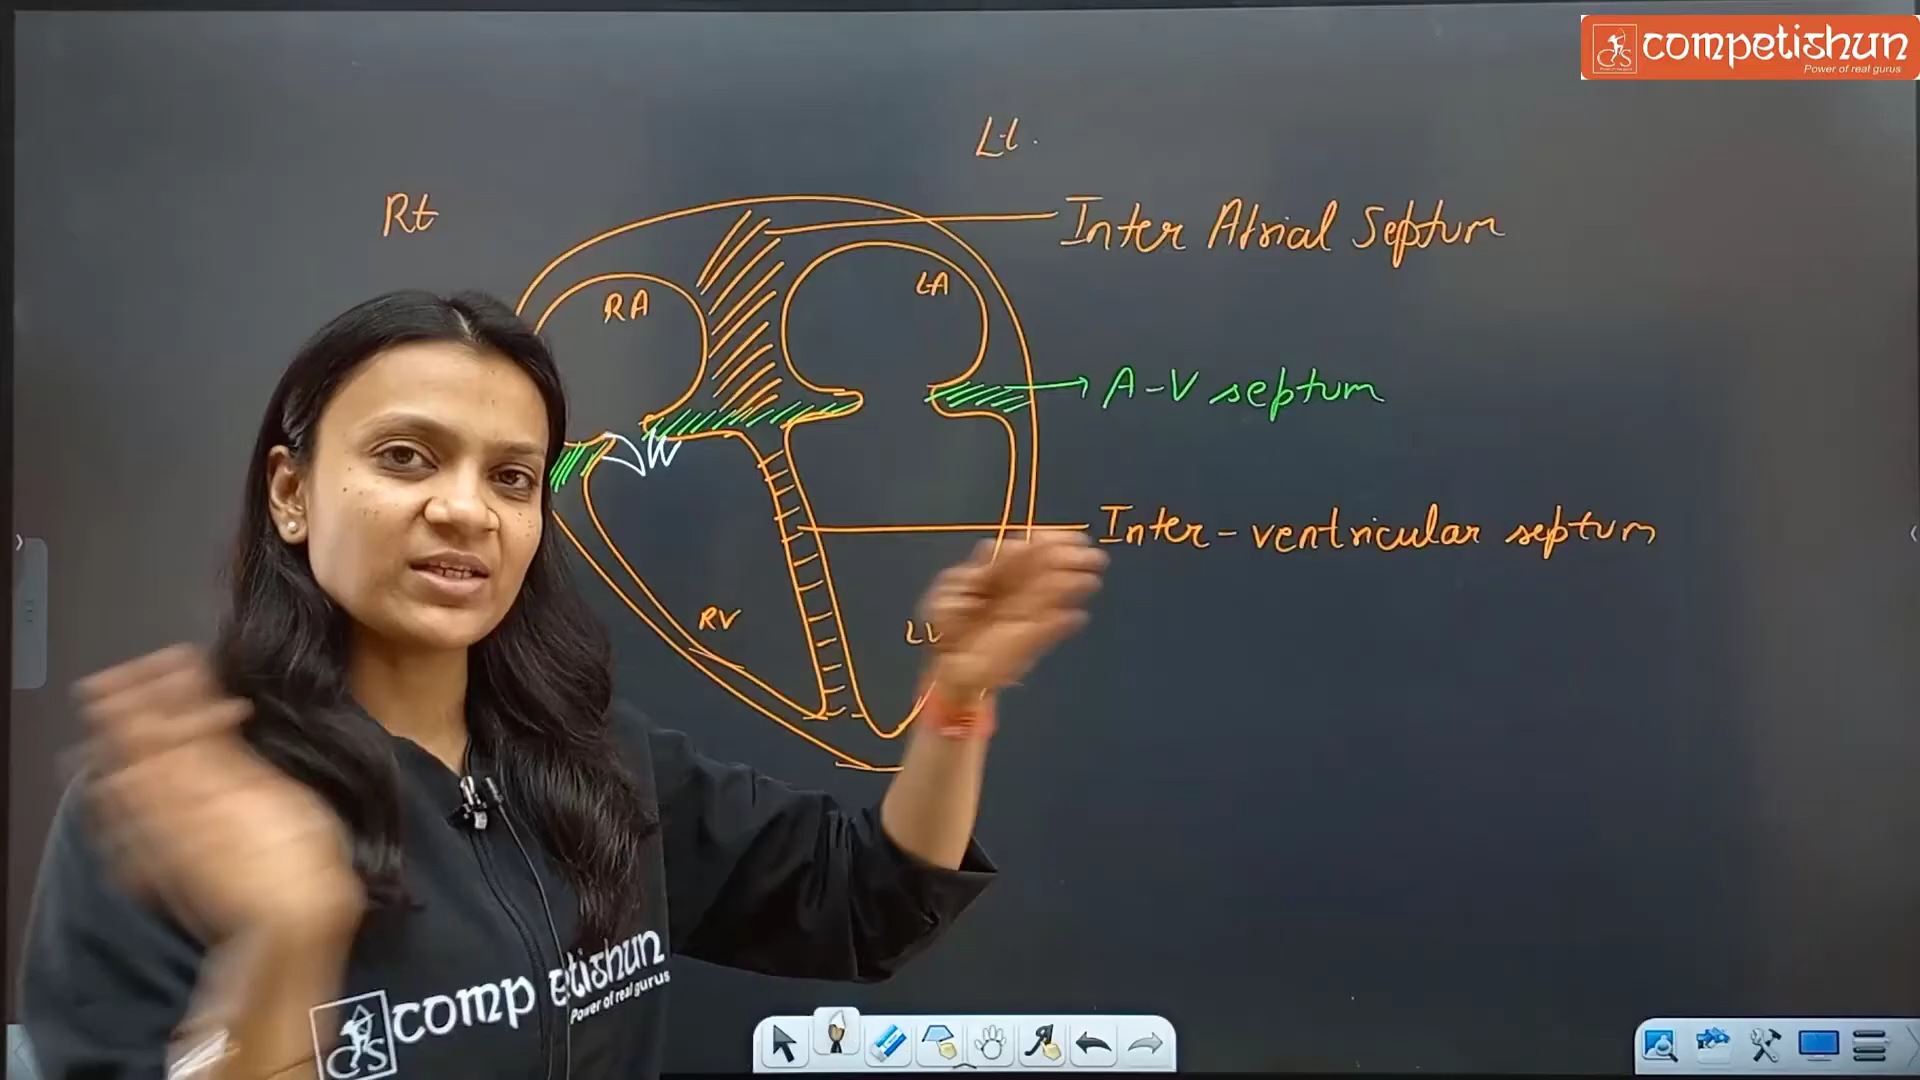 competishun
Power of real gurus
Lt.
Rt
Inter Atrial Septum
RA
LA
A-V septum
Inter-ventricular septum
RV
LV
competishun
Power of real gurus